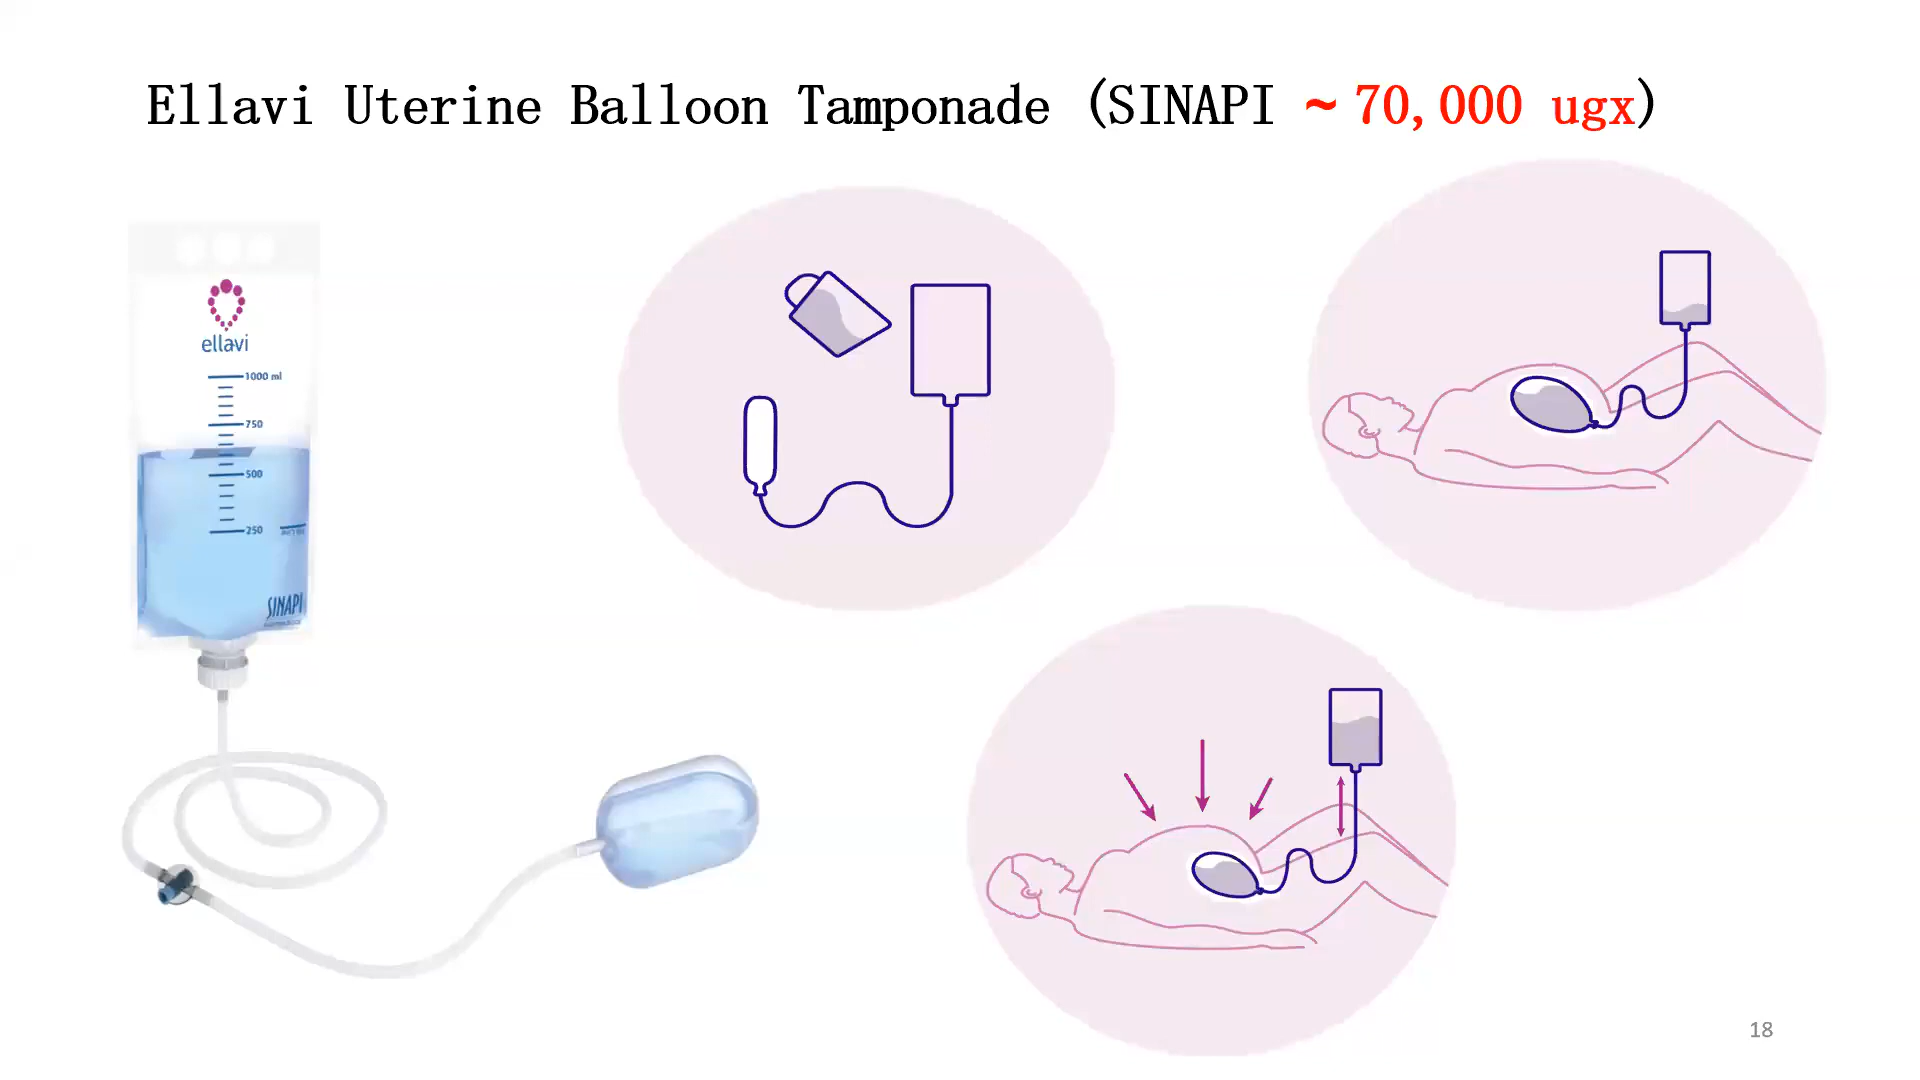 Ellavi Uterine Balloon Tamponade (SINAPI ~ 70,000 ugx)
ellavi
1000 ml
750
500
250
SINAPI
18